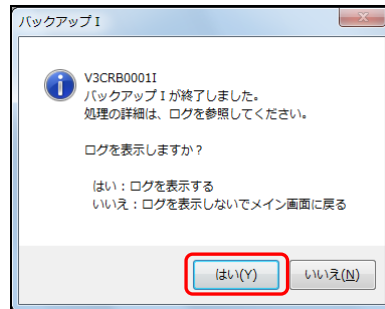 バックアップⅠ
V3CRB0001I
バックアップⅠが終了しました。
処理の詳細は、ログを参照してください。
ログを表示しますか？
はい：ログを表示する
いいえ：ログを表示しないでメイン画面に戻る
はい(Y)
いいえ(N)